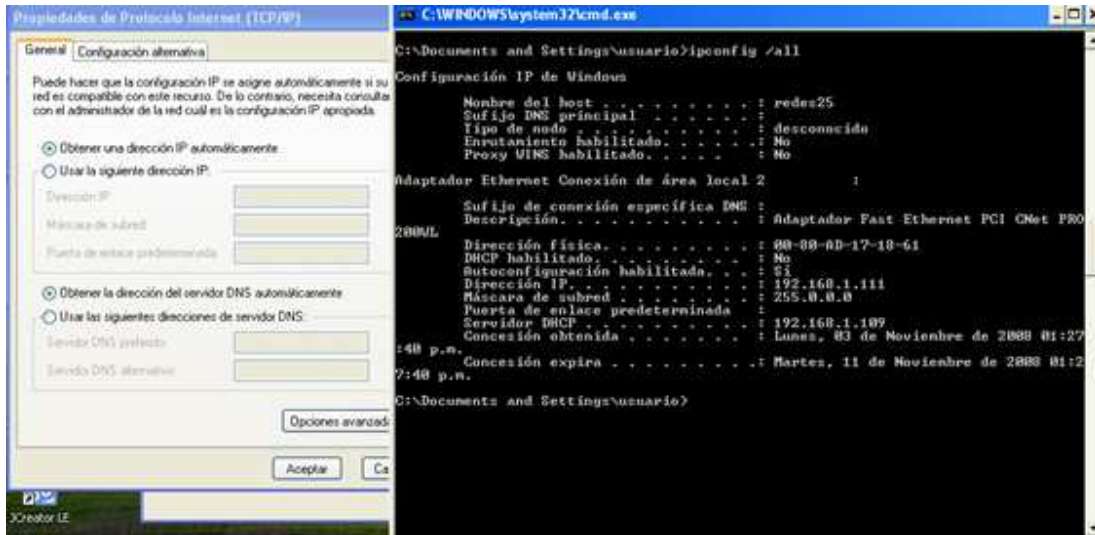 Propiedades de Protocolo Internet (TCP/IP)
General
Configuración alternativa
Puede hacer que la configuración IP se asigne automáticamente si su
red es compatible con este recurso. De lo contrario, necesita consultar
con el administrador de la red cuál es la configuración IP apropiada.
Obtener una dirección IP automáticamente
Usar la siguiente dirección IP:
Dirección IP:
Máscara de subred:
Puerta de enlace predeterminada:
Obtener la dirección del servidor DNS automáticamente
Usar las siguientes direcciones de servidor DNS:
Servidor DNS preferido:
Servidor DNS alternativo:
Opciones avanzada
Aceptar
Ca
JCreator LE
C:\WINDOWS\system32\cmd.exe
C:\Documents and Settings\usuario>ipconfig /all
Configuración IP de Windows
Nombre del host . . . . . . . . . : redes25
Sufijo DNS principal . . . . . . :
Tipo de nodo . . . . . . . . . . : desconocido
Enrutamiento habilitado. . . . . .: No
Proxy WINS habilitado. . . . . : No
Adaptador Ethernet Conexión de área local 2 :
Sufijo de conexión específica DNS :
Descripción. . . . . . . . . . . : Adaptador Fast Ethernet PCI CNet PRO
200WL
Dirección física. . . . . . . . . : 00-80-AD-17-18-61
DHCP habilitado. . . . . . . . . : No
Autoconfiguración habilitada. . . : Sí
Dirección IP. . . . . . . . . . . : 192.168.1.111
Máscara de subred . . . . . . . . : 255.0.0.0
Puerta de enlace predeterminada :
Servidor DHCP . . . . . . . . . . : 192.168.1.109
Concesión obtenida . . . . . . . : Lunes, 03 de Noviembre de 2008 01:27
:40 p.m.
Concesión expira . . . . . . . . .: Martes, 11 de Noviembre de 2008 01:2
7:40 p.m.
C:\Documents and Settings\usuario>